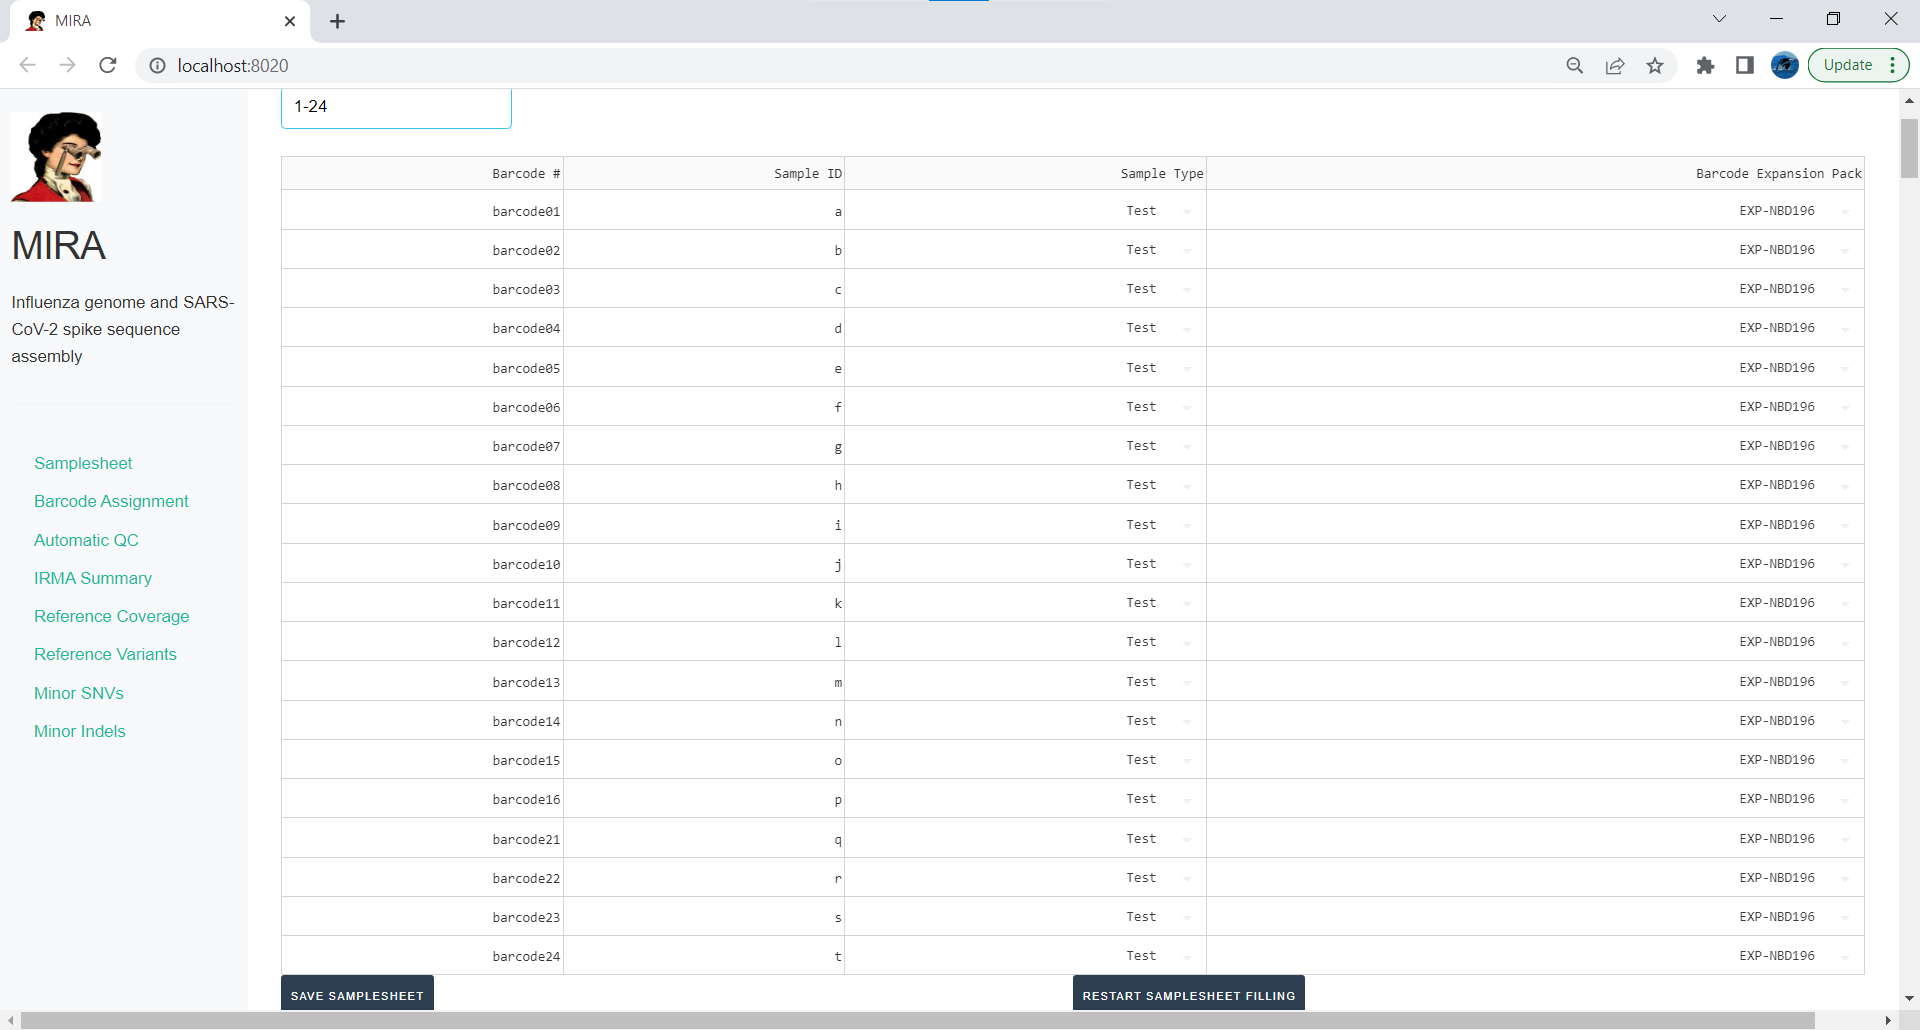 MIRA
localhost:8020
Update
MIRA
Influenza genome and SARS-
CoV-2 spike sequence
assembly
Samplesheet
Barcode Assignment
Automatic QC
IRMA Summary
Reference Coverage
Reference Variants
Minor SNVs
Minor Indels
1-24
Barcode # Sample ID Sample Type Barcode Expansion Pack
barcode01 a Test EXP-NBD196
barcode02 b Test EXP-NBD196
barcode03 c Test EXP-NBD196
barcode04 d Test EXP-NBD196
barcode05 e Test EXP-NBD196
barcode06 f Test EXP-NBD196
barcode07 g Test EXP-NBD196
barcode08 h Test EXP-NBD196
barcode09 i Test EXP-NBD196
barcode10 j Test EXP-NBD196
barcode11 k Test EXP-NBD196
barcode12 l Test EXP-NBD196
barcode13 m Test EXP-NBD196
barcode14 n Test EXP-NBD196
barcode15 o Test EXP-NBD196
barcode16 p Test EXP-NBD196
barcode21 q Test EXP-NBD196
barcode22 r Test EXP-NBD196
barcode23 s Test EXP-NBD196
barcode24 t Test EXP-NBD196
SAVE SAMPLESHEET RESTART SAMPLESHEET FILLING